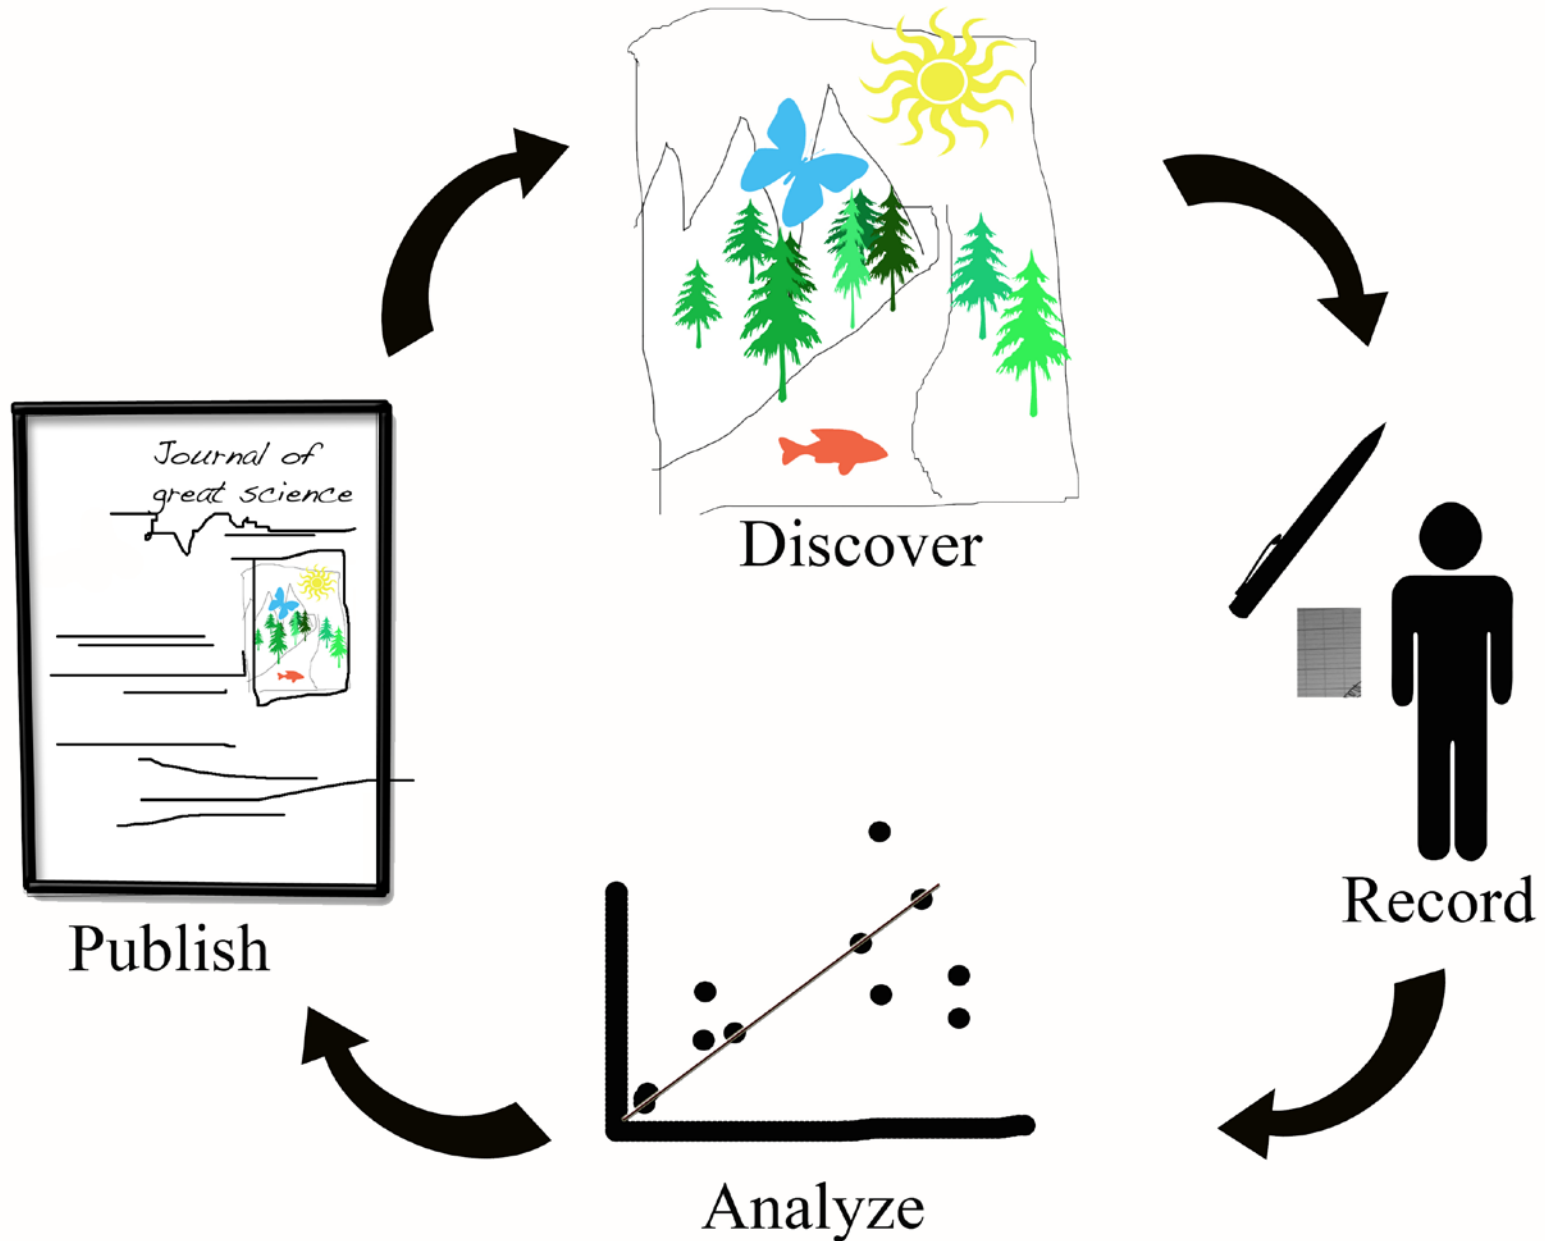 Discover
Record
Analyze
Publish
Journal of
great science